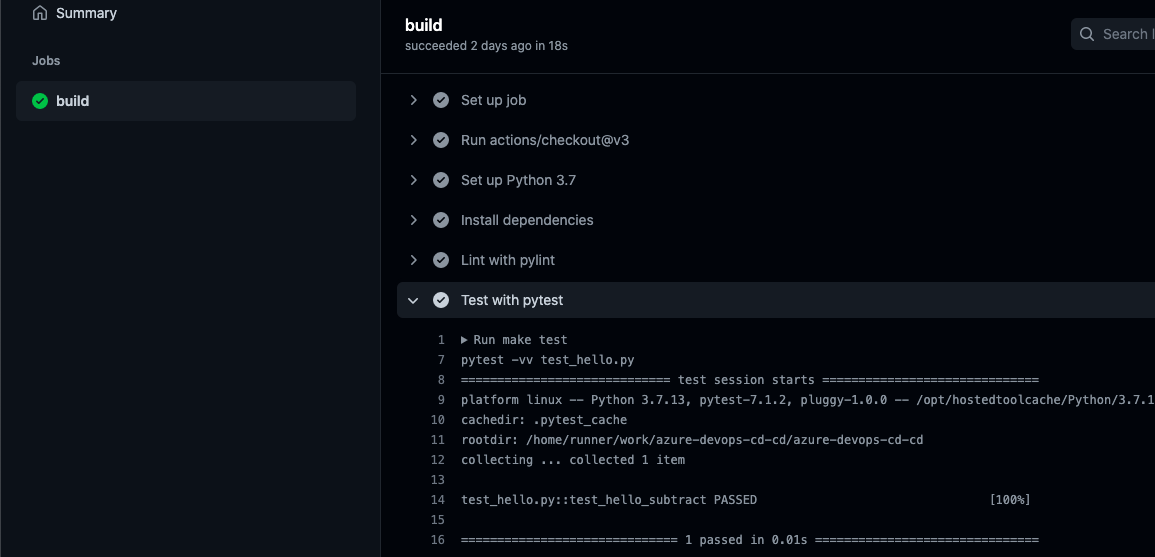 Summary
Jobs
build
build
succeeded 2 days ago in 18s
Search
Set up job
Run actions/checkout@v3
Set up Python 3.7
Install dependencies
Lint with pylint
Test with pytest
1 ▶ Run make test
7 pytest -vv test_hello.py
8 ============================= test session starts ==============================
9 platform linux -- Python 3.7.13, pytest-7.1.2, pluggy-1.0.0 -- /opt/hostedtoolcache/Python/3.7.1
10 cachedir: .pytest_cache
11 rootdir: /home/runner/work/azure-devops-cd-cd/azure-devops-cd-cd
12 collecting ... collected 1 item
13
14 test_hello.py::test_hello_subtract PASSED [100%]
15
16 ============================== 1 passed in 0.01s ===============================